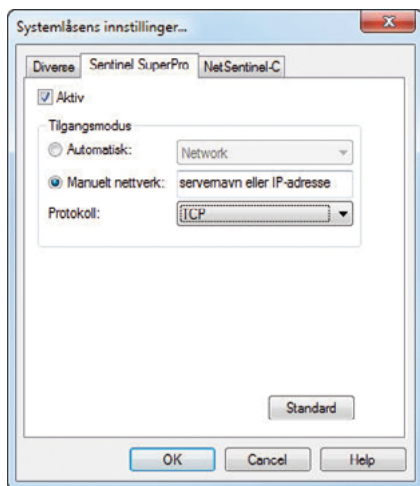 Systemlåsens innstillinger...
Diverse Sentinel SuperPro NetSentinel-C
Aktiv
Tilgangsmodus
Automatisk: Network
Manuelt nettverk: servernavn eller IP-adresse
Protokoll: TCP
Standard
OK Cancel Help